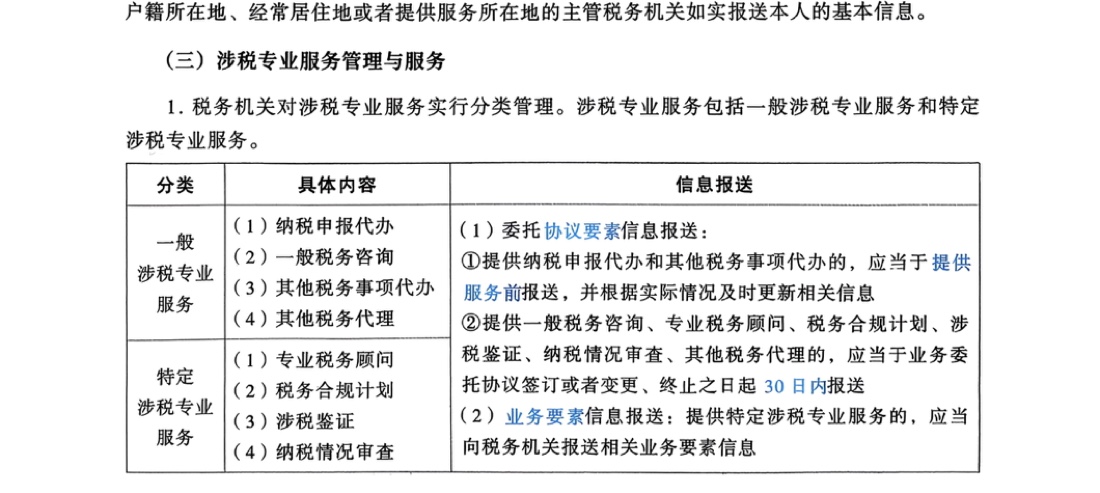 户籍所在地、经常居住地或者提供服务所在地的主管税务机关如实报送本人的基本信息。
（三）涉税专业服务管理与服务
1. 税务机关对涉税专业服务实行分类管理。涉税专业服务包括一般涉税专业服务和特定
涉税专业服务。
分类
具体内容
信息报送
一般
涉税专业
服务
（1）纳税申报代办
（2）一般税务咨询
（3）其他税务事项代办
（4）其他税务代理
特定
涉税专业
服务
（1）专业税务顾问
（2）税务合规计划
（3）涉税鉴证
（4）纳税情况审查
（1）委托协议要素信息报送：
①提供纳税申报代办和其他税务事项代办的，应当于提供
服务前报送，并根据实际情况及时更新相关信息
②提供一般税务咨询、专业税务顾问、税务合规计划、涉
税鉴证、纳税情况审查、其他税务代理的，应当于业务委
托协议签订或者变更、终止之日起 30 日内报送
（2）业务要素信息报送：提供特定涉税专业服务的，应当
向税务机关报送相关业务要素信息